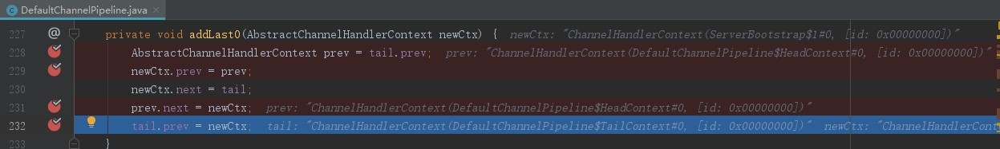 DefaultChannelPipeline.java ×
227 @ private void addLast0(AbstractChannelHandlerContext newCtx) { newCtx: "ChannelHandlerContext(ServerBootstrap$1#0, [id: 0x00000000])"
228 AbstractChannelHandlerContext prev = tail.prev; prev: "ChannelHandlerContext(DefaultChannelPipeline$HeadContext#0, [id: 0x00000000])"
229 newCtx.prev = prev;
230 newCtx.next = tail;
231 prev.next = newCtx; prev: "ChannelHandlerContext(DefaultChannelPipeline$HeadContext#0, [id: 0x00000000])"
232 tail.prev = newCtx; tail: "ChannelHandlerContext(DefaultChannelPipeline$TailContext#0, [id: 0x00000000])" newCtx: "ChannelHandlerCont
233 }